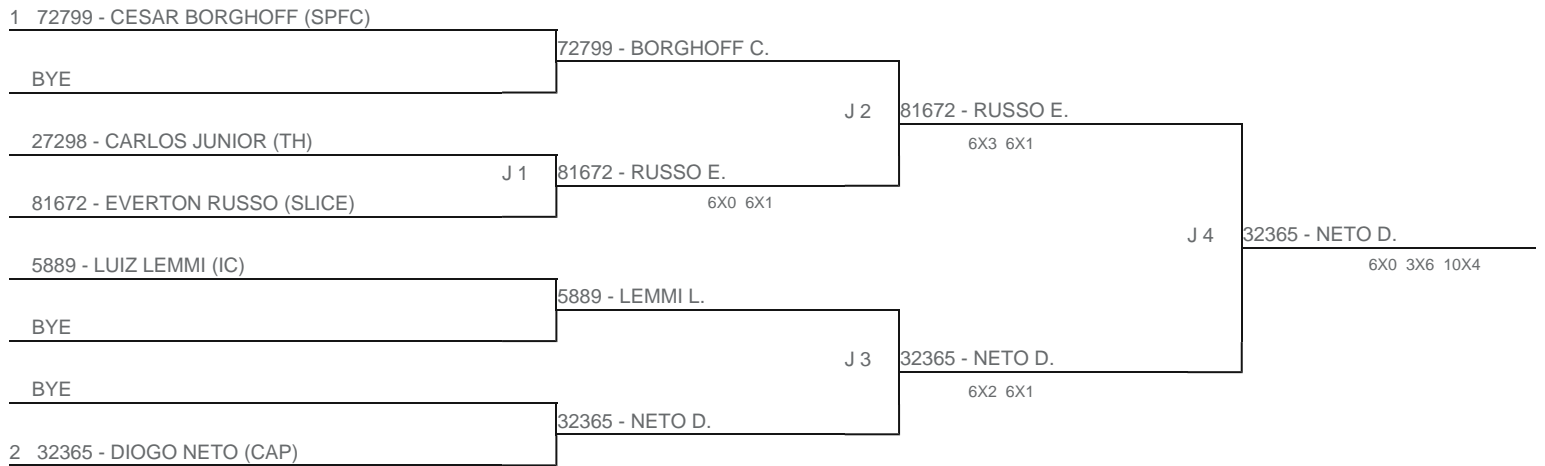 1 72799 - CESAR BORGHOFF (SPFC)
72799 - BORGHOFF C.
BYE
J 2
81672 - RUSSO E.
6X3 6X1
27298 - CARLOS JUNIOR (TH)
J 1
81672 - RUSSO E.
6X0 6X1
81672 - EVERTON RUSSO (SLICE)
J 4
32365 - NETO D.
6X0 3X6 10X4
5889 - LUIZ LEMMI (IC)
5889 - LEMMI L.
BYE
J 3
32365 - NETO D.
6X2 6X1
BYE
32365 - NETO D.
2 32365 - DIOGO NETO (CAP)